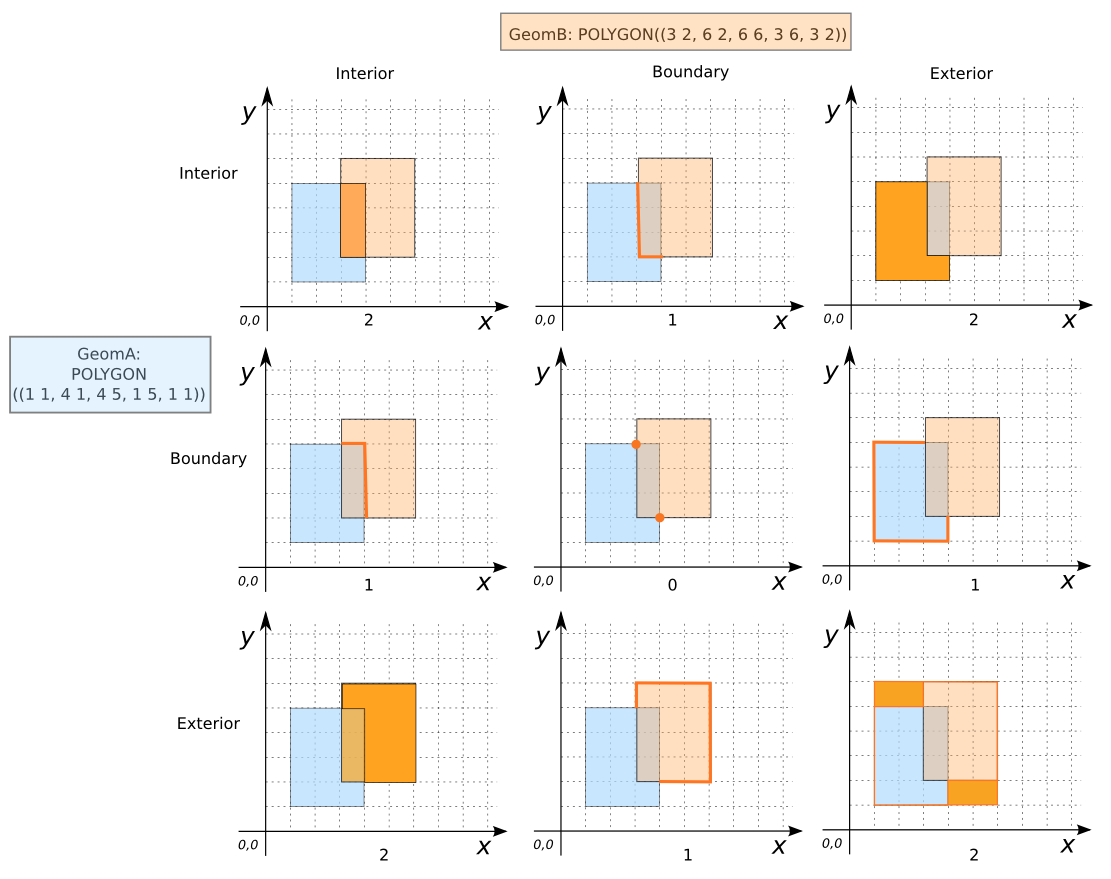 GeomB: POLYGON((3 2, 6 2, 6 6, 3 6, 3 2))
Interior Boundary Exterior
y y y
Interior
0,0 2 x 0,0 1 x 0,0 2 x
GeomA:
POLYGON
((1 1, 4 1, 4 5, 1 5, 1 1))
y y y
Boundary
0,0 1 x 0,0 0 x 0,0 1 x
y y y
Exterior
0,0 2 x 0,0 1 x 0,0 2 x